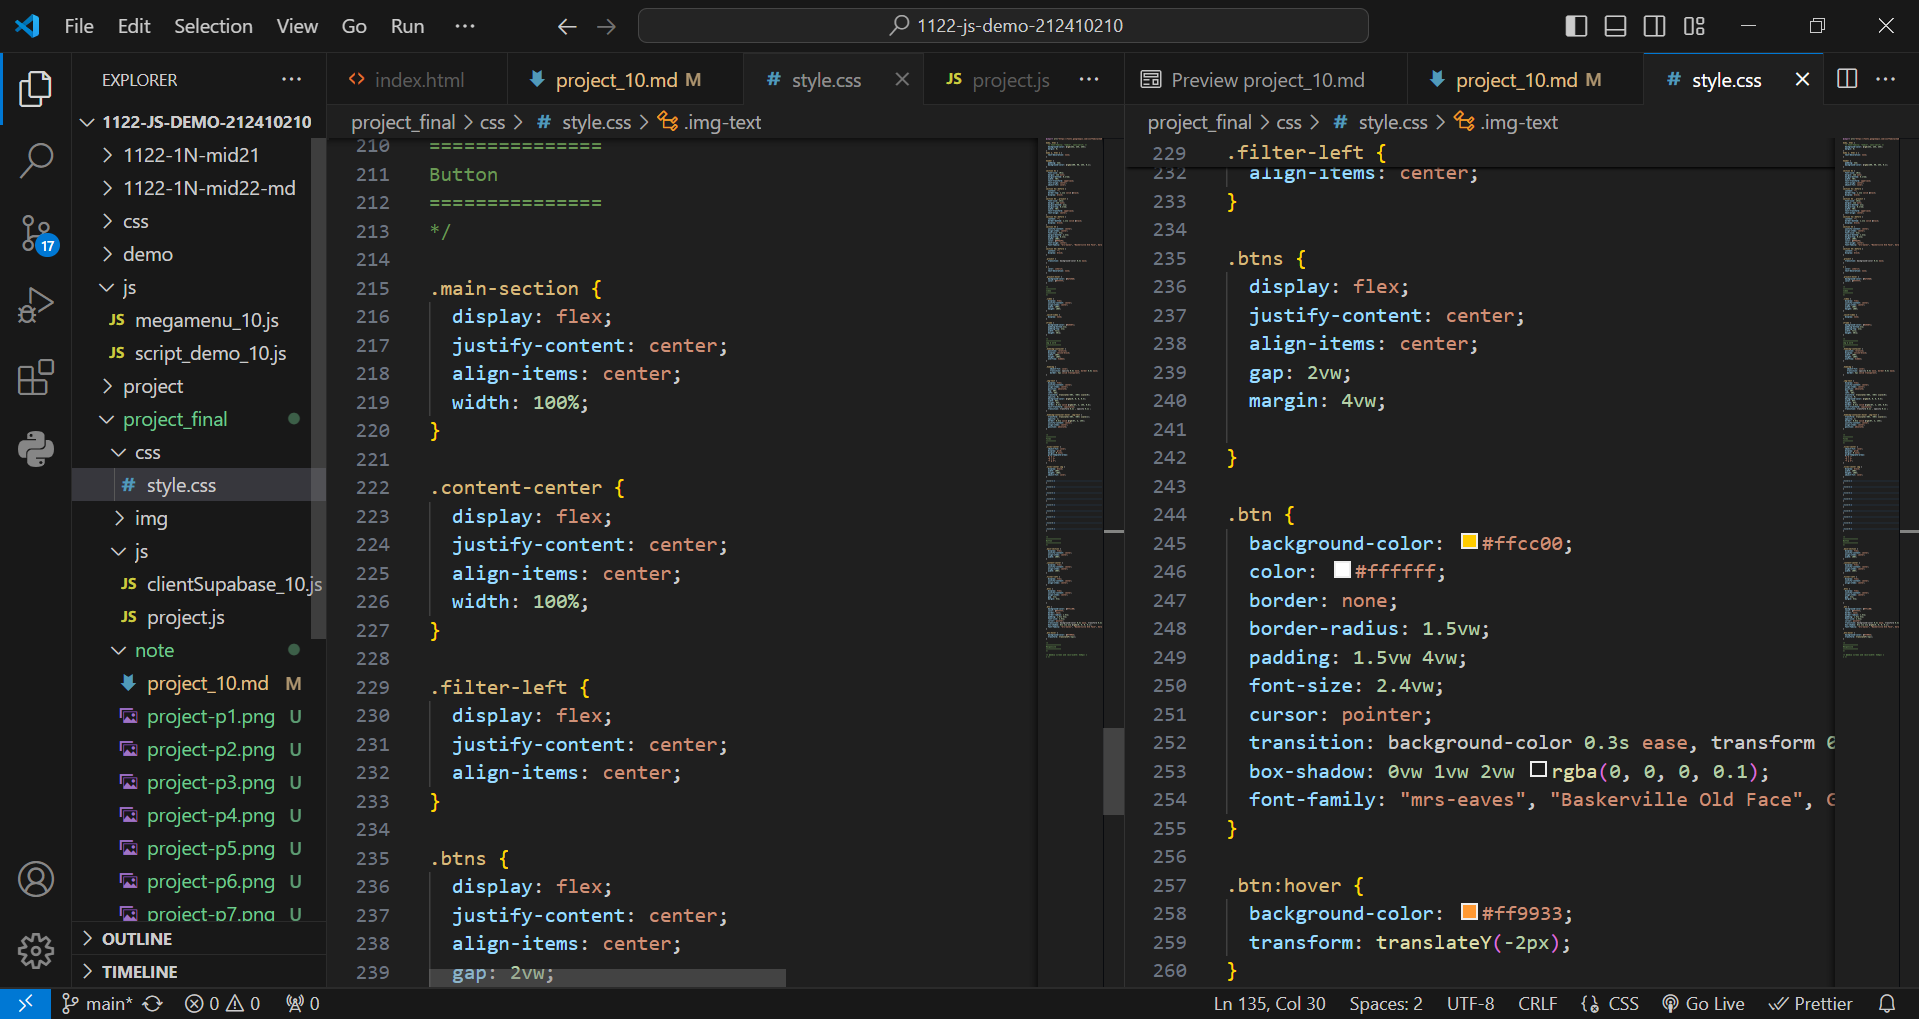 File Edit Selection View Go Run ···
1122-js-demo-212410210
EXPLORER ···
1122-JS-DEMO-212410210
1122-1N-mid21
1122-1N-mid22-md
css
demo
js
JS megamenu_10.js
JS script_demo_10.js
project
project_final
css
# style.css
img
js
JS clientSupabase_10.js
JS project.js
note
project_10.md M
project-p1.png U
project-p2.png U
project-p3.png U
project-p4.png U
project-p5.png U
project-p6.png U
project-p7.png U
OUTLINE
TIMELINE
17
<> index.html
project_10.md M
# style.css
JS project.js ···
project_final > css > # style.css > .img-text
210 ===============
211 Button
212 ===============
213 */
214
215 .main-section {
216 display: flex;
217 justify-content: center;
218 align-items: center;
219 width: 100%;
220 }
221
222 .content-center {
223 display: flex;
224 justify-content: center;
225 align-items: center;
226 width: 100%;
227 }
228
229 .filter-left {
230 display: flex;
231 justify-content: center;
232 align-items: center;
233 }
234
235 .btns {
236 display: flex;
237 justify-content: center;
238 align-items: center;
239 gap: 2vw;
Preview project_10.md
project_10.md M
# style.css ···
project_final > css > # style.css > .img-text
229 .filter-left {
232 align-items: center;
233 }
234
235 .btns {
236 display: flex;
237 justify-content: center;
238 align-items: center;
239 gap: 2vw;
240 margin: 4vw;
241
242 }
243
244 .btn {
245 background-color: #ffcc00;
246 color: #ffffff;
247 border: none;
248 border-radius: 1.5vw;
249 padding: 1.5vw 4vw;
250 font-size: 2.4vw;
251 cursor: pointer;
252 transition: background-color 0.3s ease, transform 0
253 box-shadow: 0vw 1vw 2vw rgba(0, 0, 0, 0.1);
254 font-family: "mrs-eaves", "Baskerville Old Face", G
255 }
256
257 .btn:hover {
258 background-color: #ff9933;
259 transform: translateY(-2px);
260 }
main* 0 0 0
Ln 135, Col 30 Spaces: 2 UTF-8 CRLF CSS Go Live Prettier